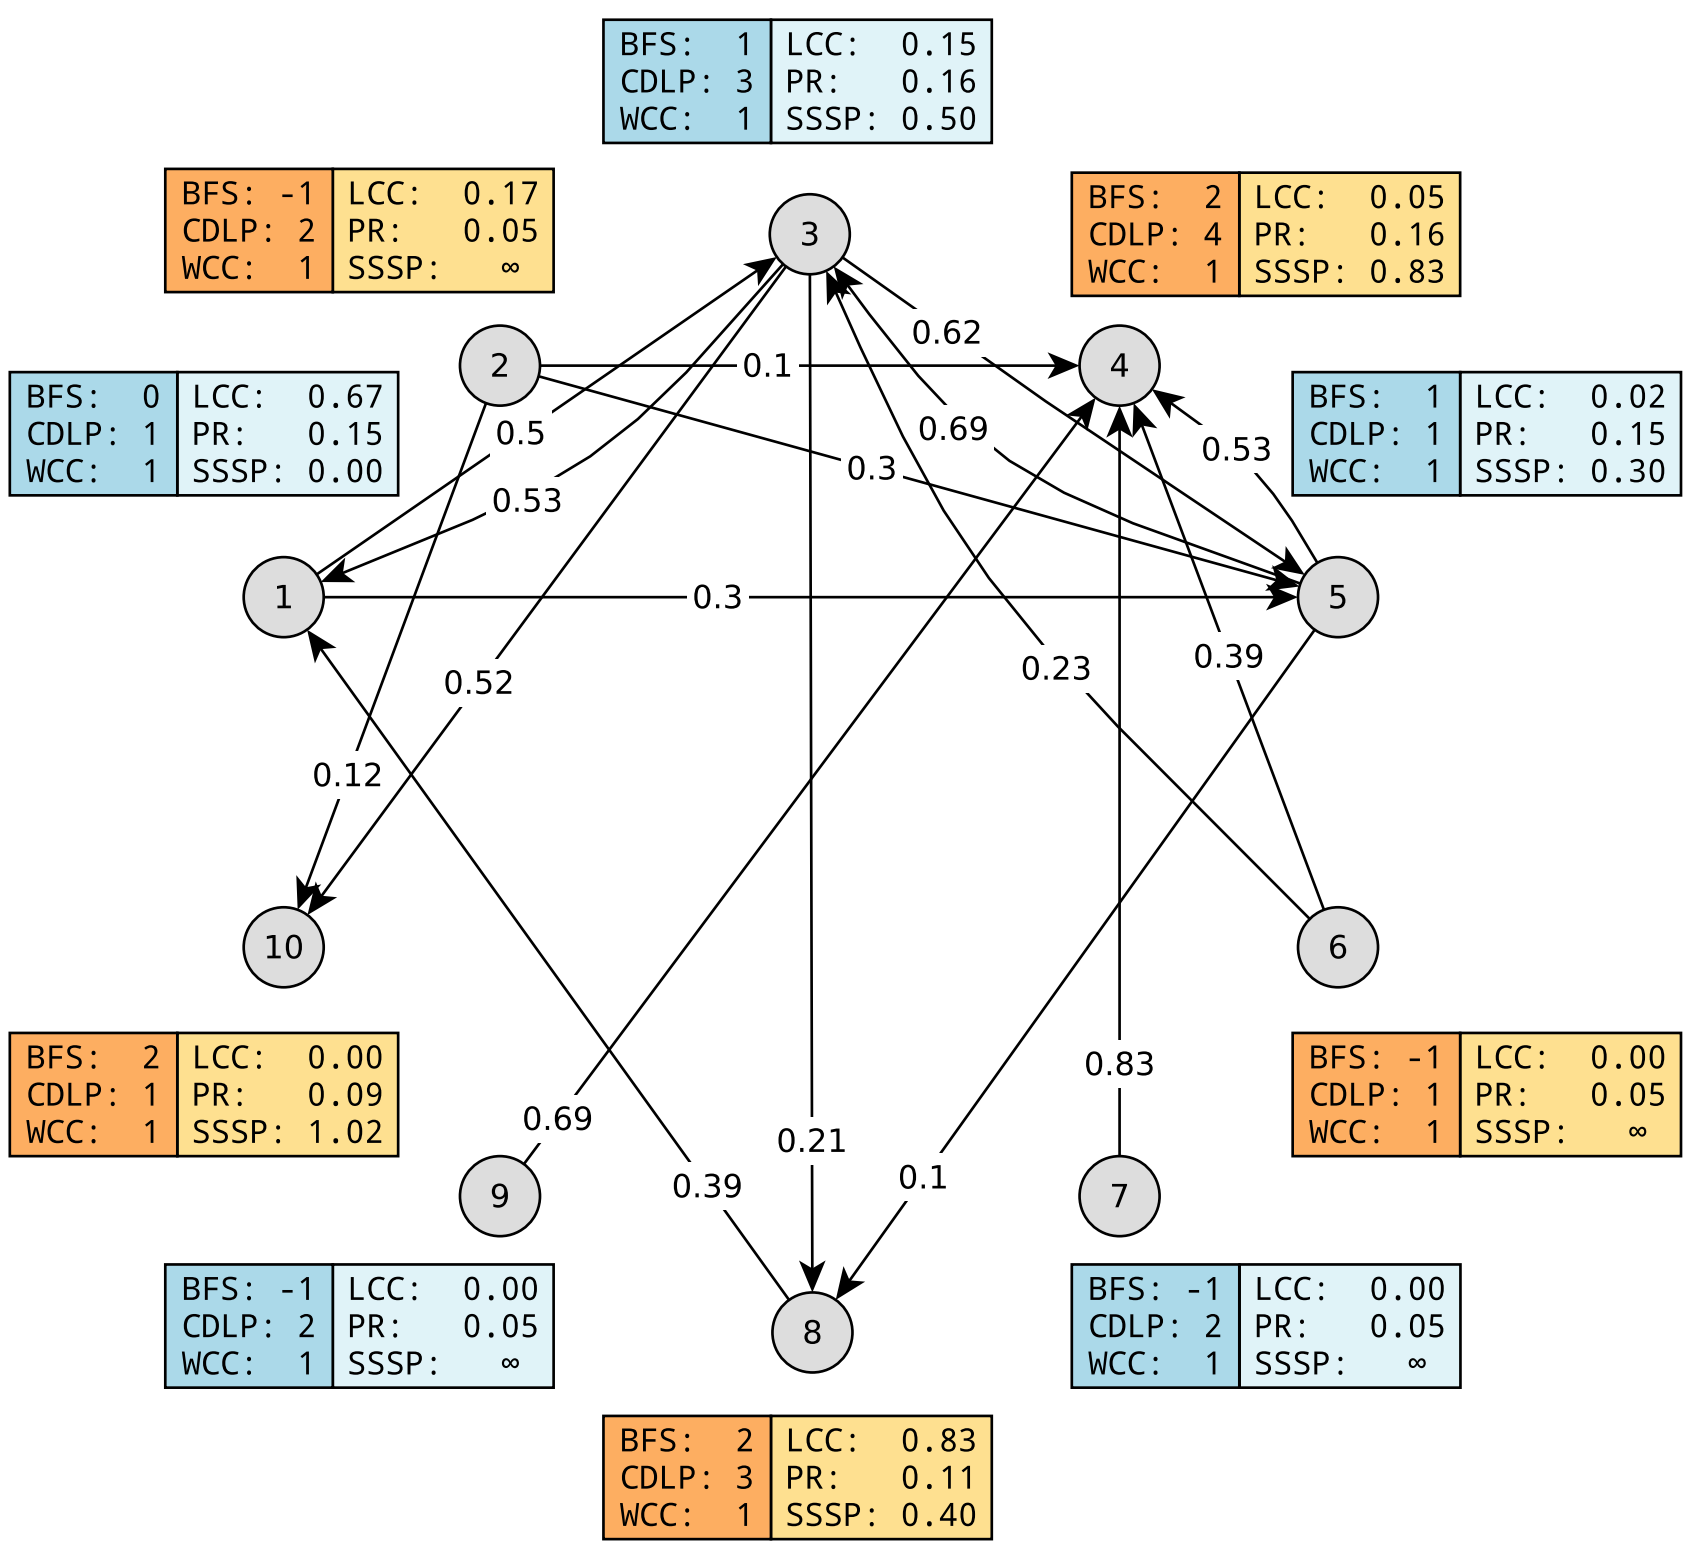 BFS: 1 LCC: 0.15
CDLP: 3 PR: 0.16
WCC: 1 SSSP: 0.50
BFS: -1 LCC: 0.17
CDLP: 2 PR: 0.05
WCC: 1 SSSP: ∞
BFS: 2 LCC: 0.05
CDLP: 4 PR: 0.16
WCC: 1 SSSP: 0.83
3
0.62
2
0.1
4
BFS: 0 LCC: 0.67
CDLP: 1 PR: 0.15
WCC: 1 SSSP: 0.00
0.5
0.69
0.53
BFS: 1 LCC: 0.02
CDLP: 1 PR: 0.15
WCC: 1 SSSP: 0.30
0.3
0.53
1
0.3
5
0.52
0.23
0.39
0.12
10
6
BFS: 2 LCC: 0.00
CDLP: 1 PR: 0.09
WCC: 1 SSSP: 1.02
0.83
BFS: -1 LCC: 0.00
CDLP: 1 PR: 0.05
WCC: 1 SSSP: ∞
0.69
0.21
0.39
0.1
9
7
BFS: -1 LCC: 0.00
CDLP: 2 PR: 0.05
WCC: 1 SSSP: ∞
8
BFS: -1 LCC: 0.00
CDLP: 2 PR: 0.05
WCC: 1 SSSP: ∞
BFS: 2 LCC: 0.83
CDLP: 3 PR: 0.11
WCC: 1 SSSP: 0.40